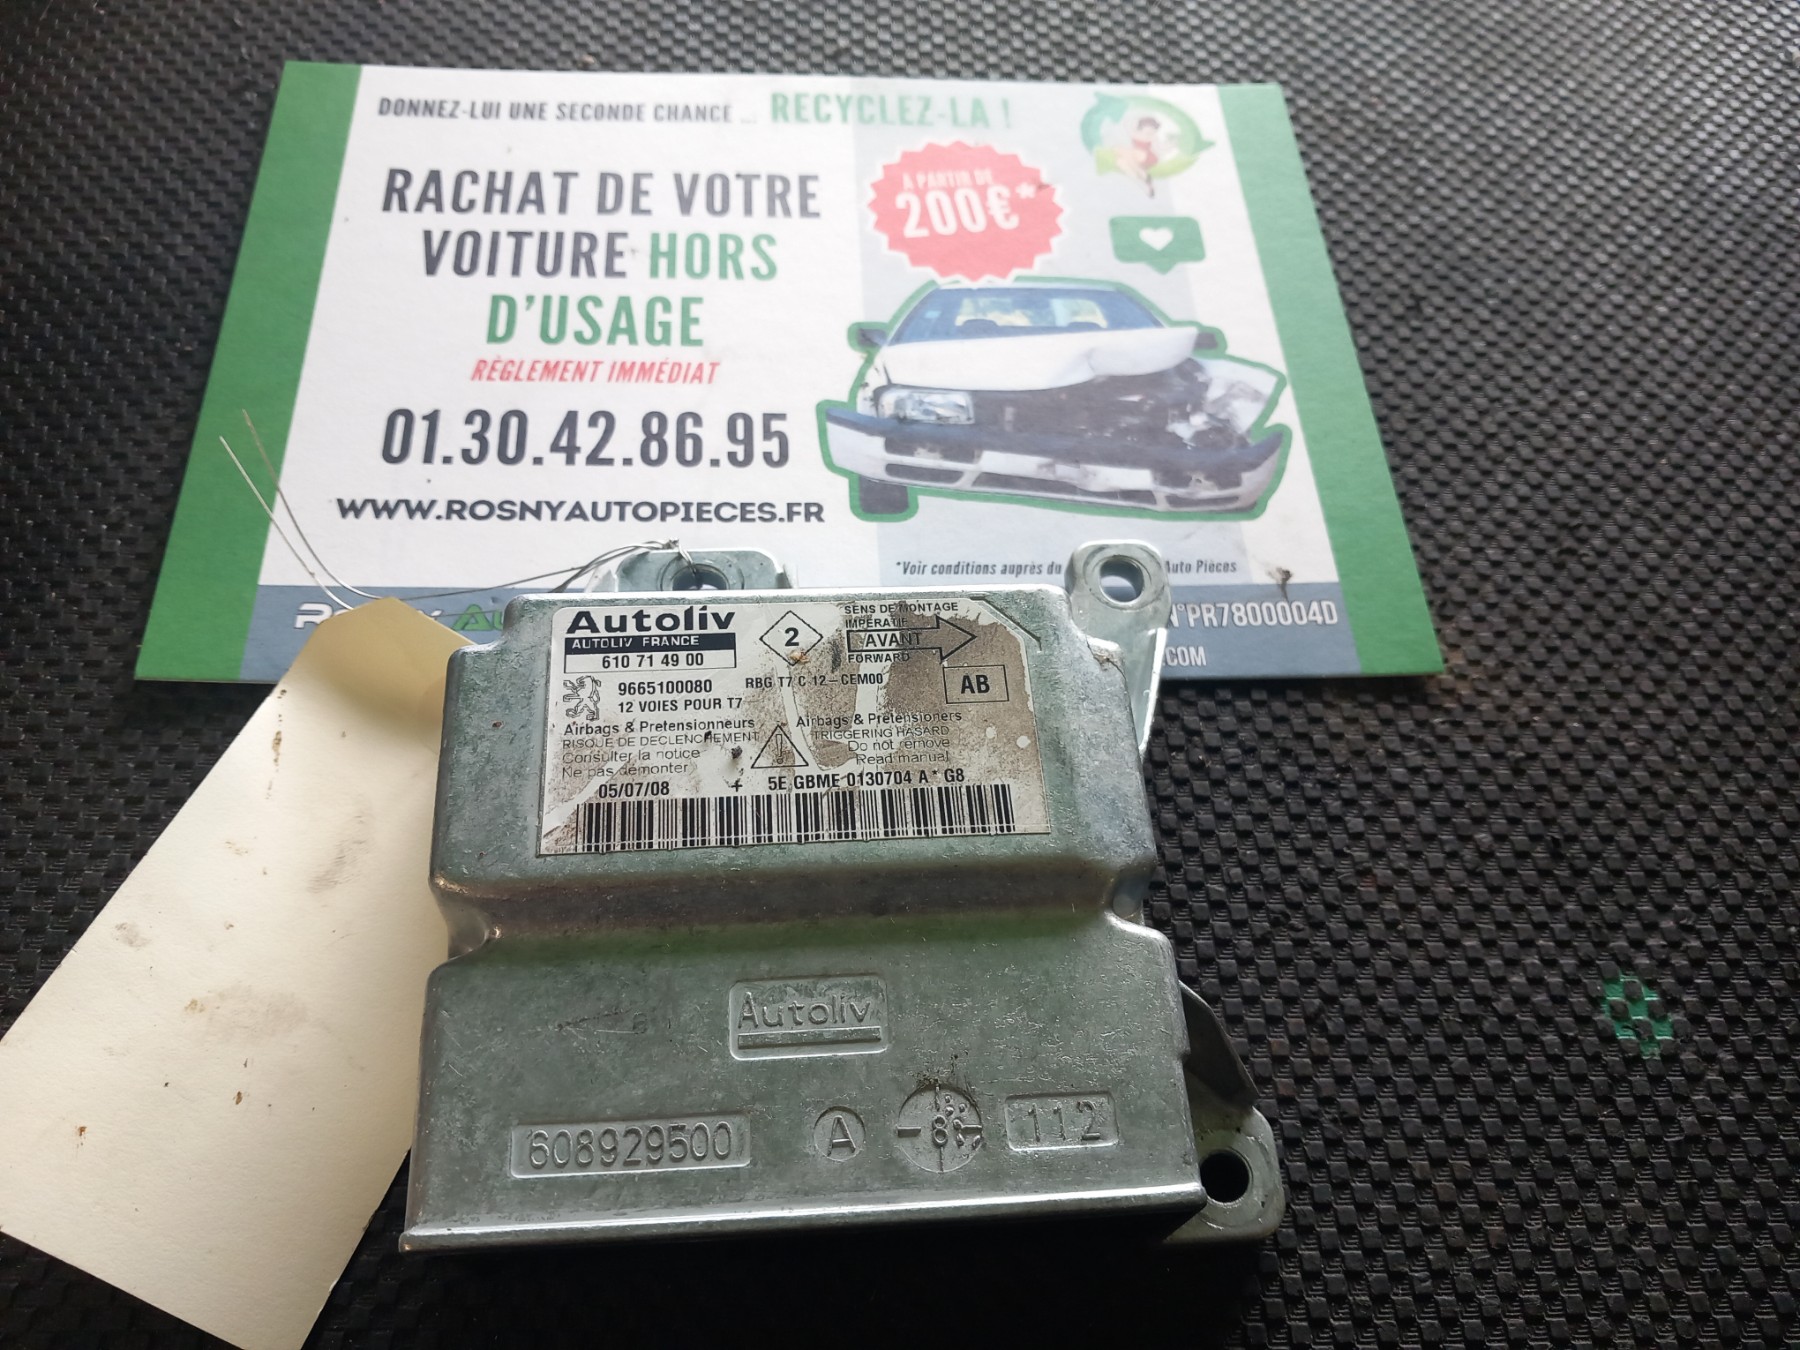 DONNEZ-LUI UNE SECONDE CHANCE ... RECYCLEZ-LA !
RACHAT DE VOTRE
VOITURE HORS
D'USAGE
RÈGLEMENT IMMÉDIAT
01.30.42.86.95
WWW.ROSNYAUTOPIECES.FR
À PARTIR DE
200€*
*Voir conditions auprès du
Auto Pièces
N°PR7800004D
.COM
Autoliv
AUTOLIV FRANCE
610 71 49 00
2
SENS DE MONTAGE
IMPERATIF
AVANT
FORWARD
9665100080
RBG T7 C 12-CEM00
12 VOIES POUR T7
AB
Airbags & Pretensionneurs
RISQUE DE DECLENCHEMENT
Consulter la notice
Ne pas démonter
Airbags & Pretensioners
TRIGGERING HASARD
Do not remove
Read manual
05/07/08
+
5E GBME 0130704 A * G8
Autoliv
608929500
A
8
112